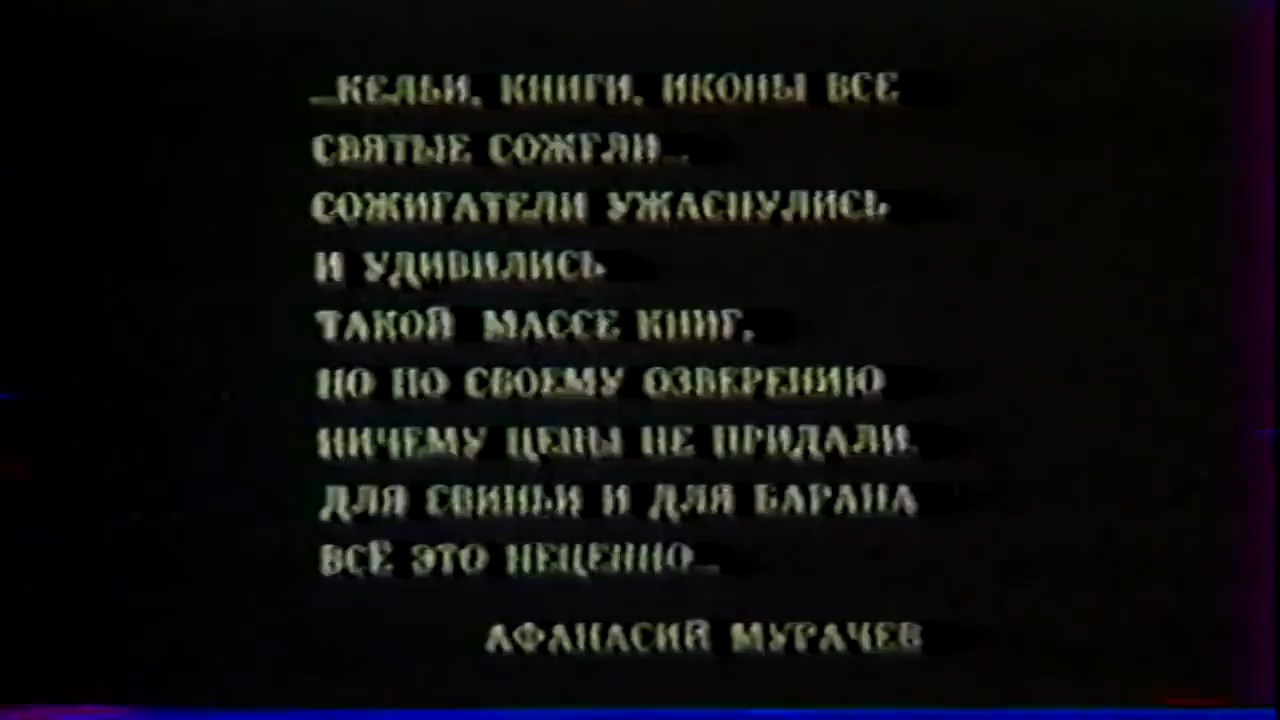 ...КЕЛЬИ, КНИГИ, ИКОНЫ ВСЕ
СВЯТЫЕ СОЖГЛИ...
СОЖИГАТЕЛИ УЖАСНУЛИСЬ
И УДИВИЛИСЬ
ТАКОЙ МАССЕ КНИГ,
НО ПО СВОЕМУ ОЗВЕРЕНИЮ
НИЧЕМУ ЦЕНЫ НЕ ПРИДАЛИ.
ДЛЯ СВИНЬИ И ДЛЯ БАРАНА
ВСЁ ЭТО НЕЦЕННО...
АФАНАСИЙ МУРАЧЕВ